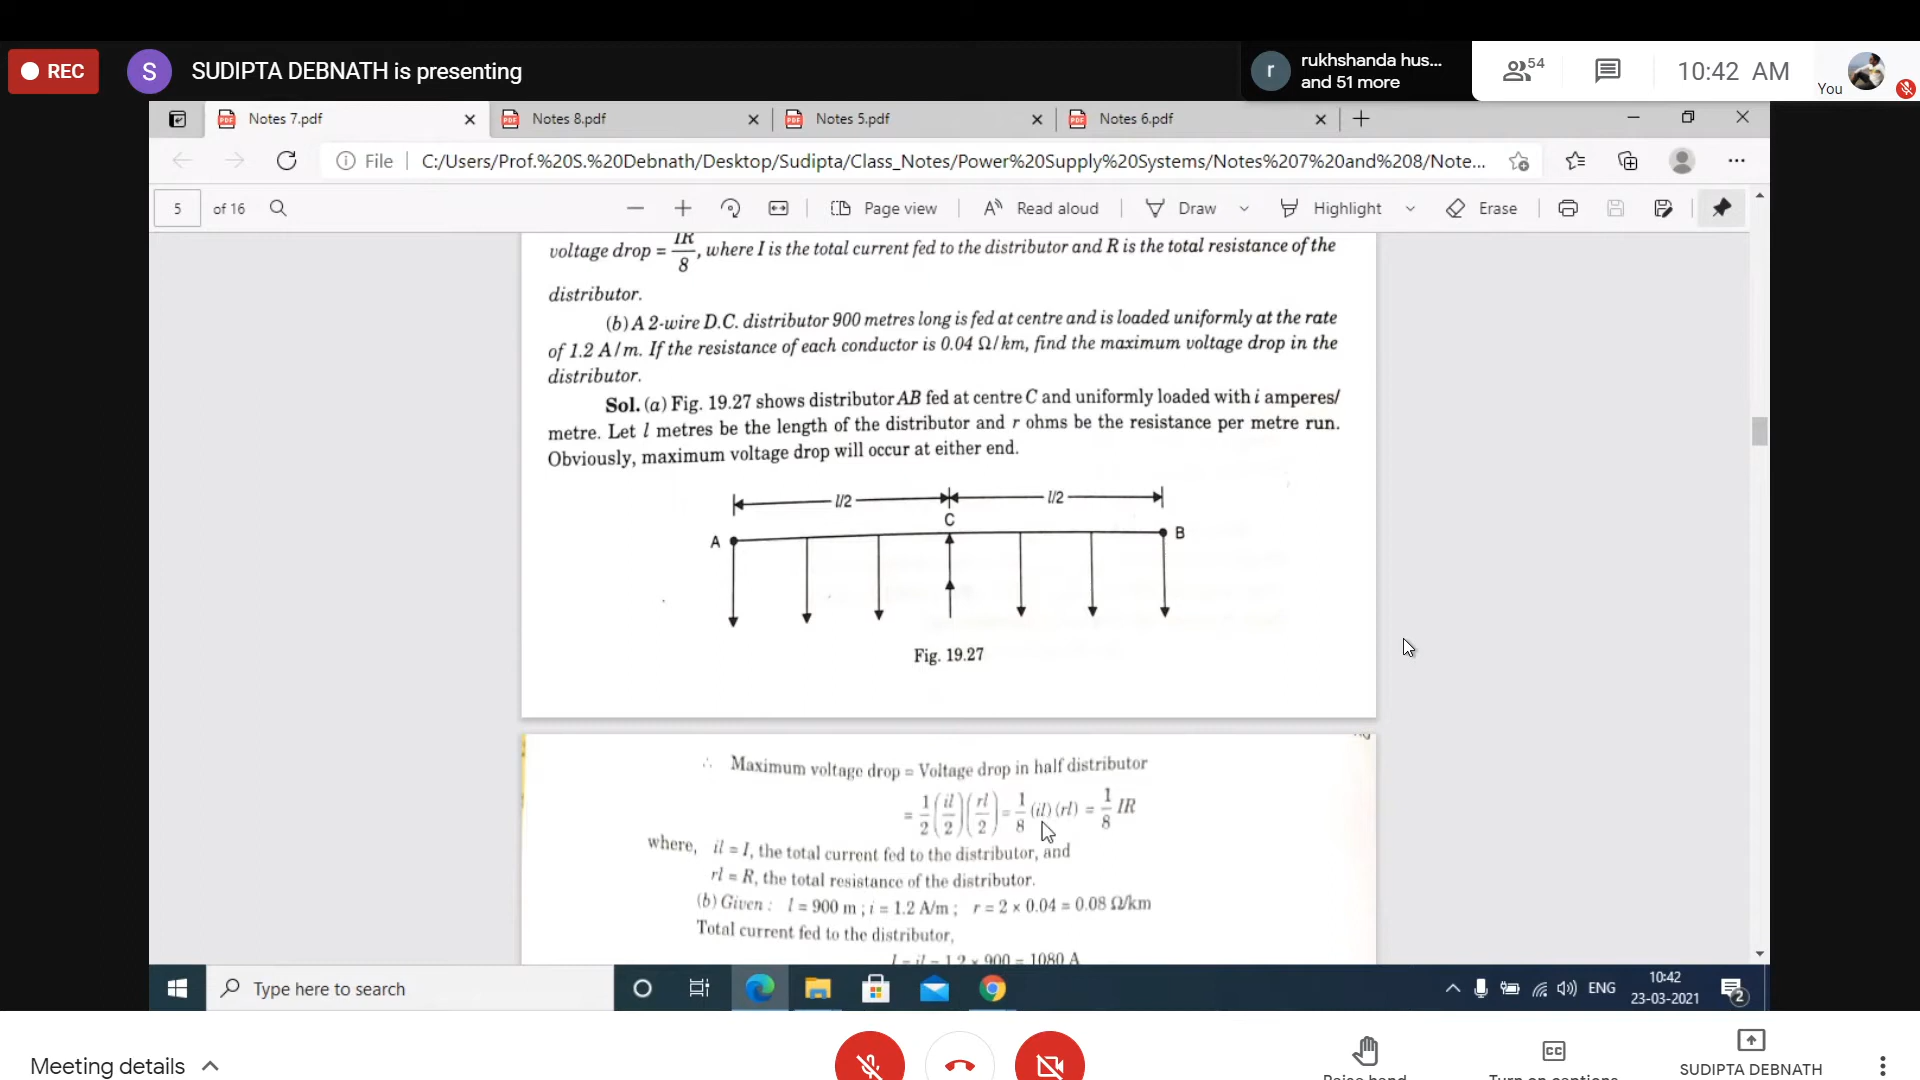 REC
S
SUDIPTA DEBNATH is presenting
r
rukhshanda hus...
and 51 more
54
10:42 AM
You
Notes 7.pdf
Notes 8.pdf
Notes 5.pdf
Notes 6.pdf
File
C:/Users/Prof.%20S.%20Debnath/Desktop/Sudipta/Class_Notes/Power%20Supply%20Systems/Notes%207%20and%208/Note...
5 of 16
Page view
Read aloud
Draw
Highlight
Erase
voltage drop = IR/8, where I is the total current fed to the distributor and R is the total resistance of the
distributor.
(b) A 2-wire D.C. distributor 900 metres long is fed at centre and is loaded uniformly at the rate
of 1.2 A/m. If the resistance of each conductor is 0.04 Ω/km, find the maximum voltage drop in the
distributor.
Sol. (a) Fig. 19.27 shows distributor AB fed at centre C and uniformly loaded with i amperes/
metre. Let l metres be the length of the distributor and r ohms be the resistance per metre run.
Obviously, maximum voltage drop will occur at either end.
l/2
l/2
C
A
B
Fig. 19.27
∴ Maximum voltage drop = Voltage drop in half distributor
= 1/2 (il/2) (rl/2) = 1/8 (il) (rl) = 1/8 IR
where, il = I, the total current fed to the distributor, and
rl = R, the total resistance of the distributor.
(b) Given : l = 900 m ; i = 1.2 A/m ; r = 2 × 0.04 = 0.08 Ω/km
Total current fed to the distributor,
I = il = 1.2 × 900 = 1080 A
Type here to search
ENG
10:42
23-03-2021
2
Meeting details
Raise hand
Turn on captions
SUDIPTA DEBNATH